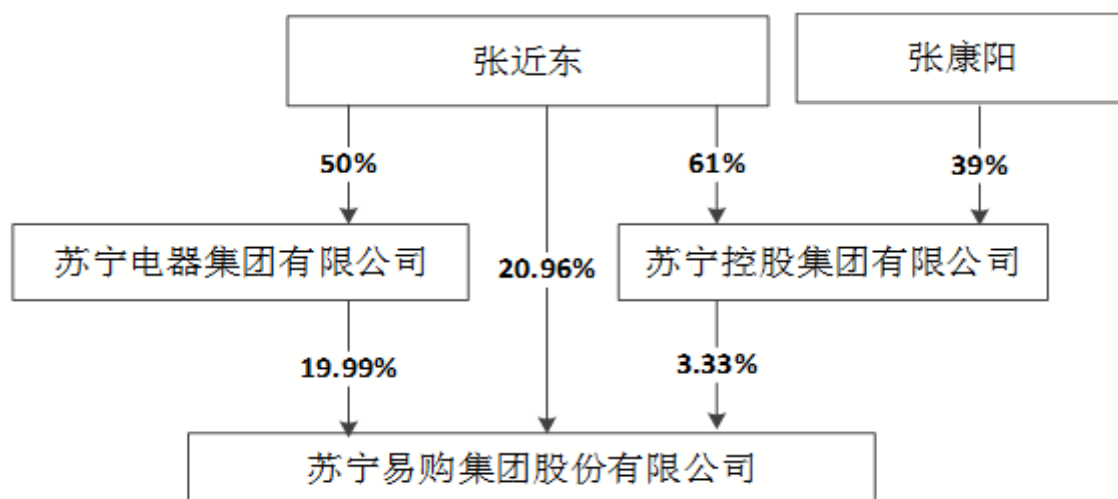 张近东
张康阳
50%
61%
39%
苏宁电器集团有限公司
20.96%
苏宁控股集团有限公司
19.99%
3.33%
苏宁易购集团股份有限公司